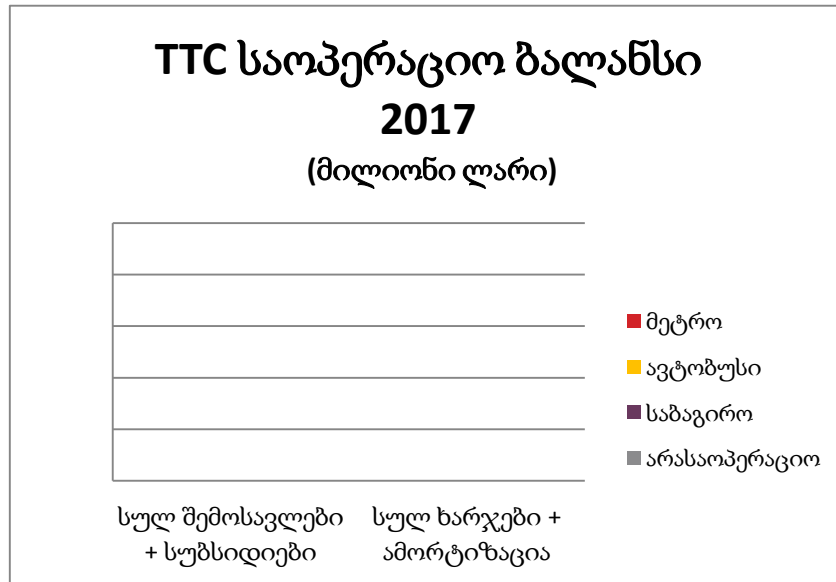 TTC საოპერაციო ბალანსი
2017
(მილიონი ლარი)
მეტრო
ავტობუსი
საბაგირო
არასაოპერაციო
სულ შემოსავლები
+ სუბსიდიები
სულ ხარჯები +
ამორტიზაცია